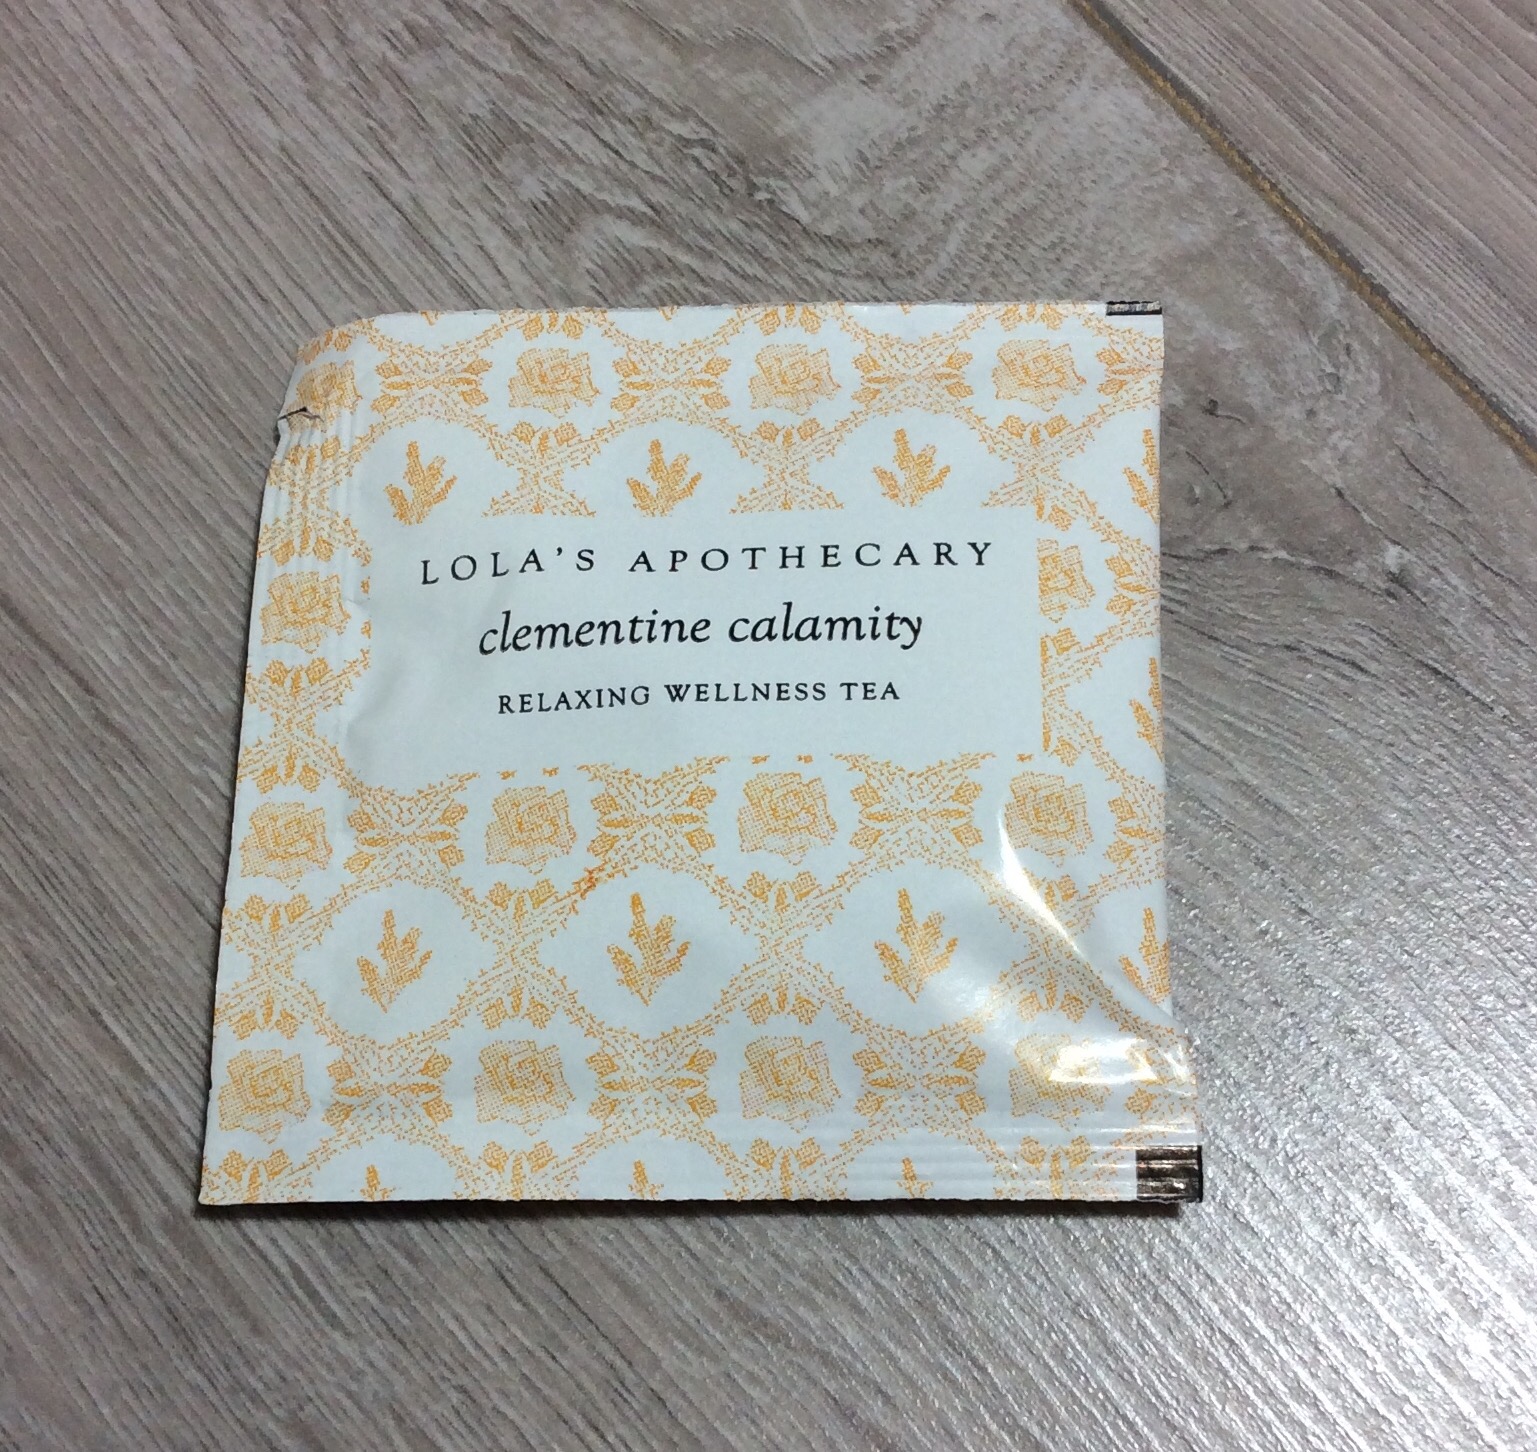 LOLA'S APOTHECARY
clementine calamity
RELAXING WELLNESS TEA